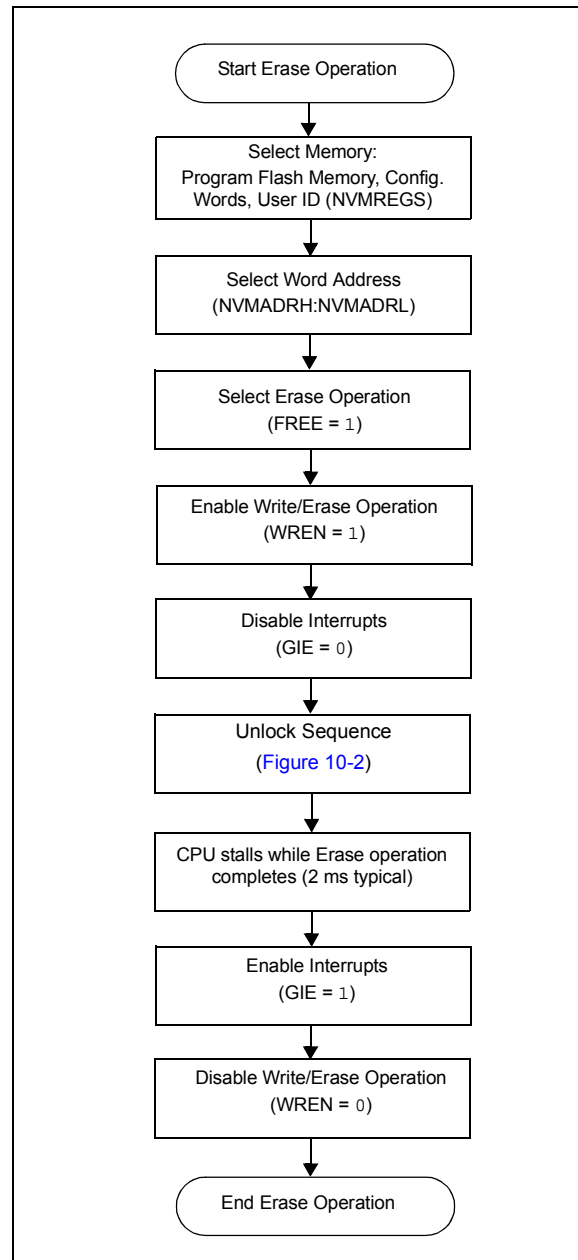 Start Erase Operation
Select Memory:
Program Flash Memory, Config.
Words, User ID (NVMREGS)
Select Word Address
(NVMADRH:NVMADRL)
Select Erase Operation
(FREE = 1)
Enable Write/Erase Operation
(WREN = 1)
Disable Interrupts
(GIE = 0)
Unlock Sequence
(Figure 10-2)
CPU stalls while Erase operation
completes (2 ms typical)
Enable Interrupts
(GIE = 1)
Disable Write/Erase Operation
(WREN = 0)
End Erase Operation